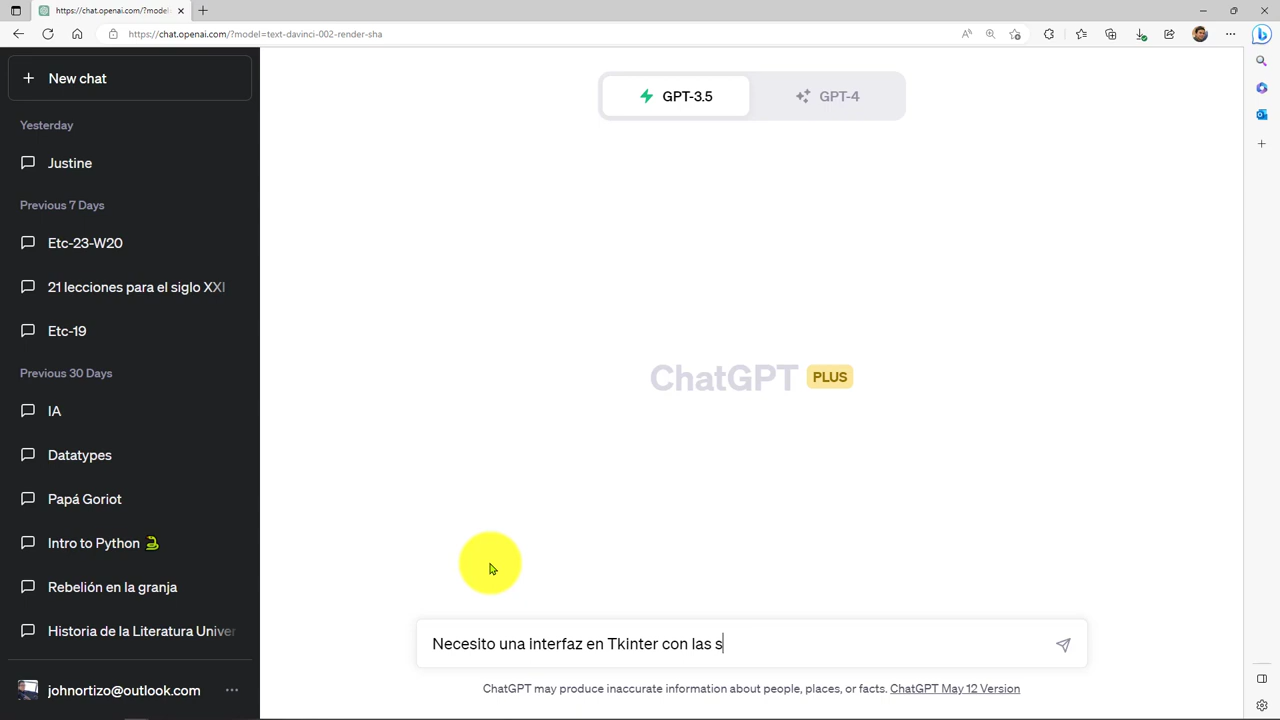 https://chat.openai.com/?model
https://chat.openai.com/?model=text-davinci-002-render-sha
New chat
GPT-3.5
GPT-4
Yesterday
Justine
Previous 7 Days
Etc-23-W20
21 lecciones para el siglo XXI
Etc-19
Previous 30 Days
ChatGPT PLUS
IA
Datatypes
Papá Goriot
Intro to Python
Rebelión en la granja
Historia de la Literatura Univer
Necesito una interfaz en Tkinter con las s
johnortizo@outlook.com
ChatGPT may produce inaccurate information about people, places, or facts. ChatGPT May 12 Version